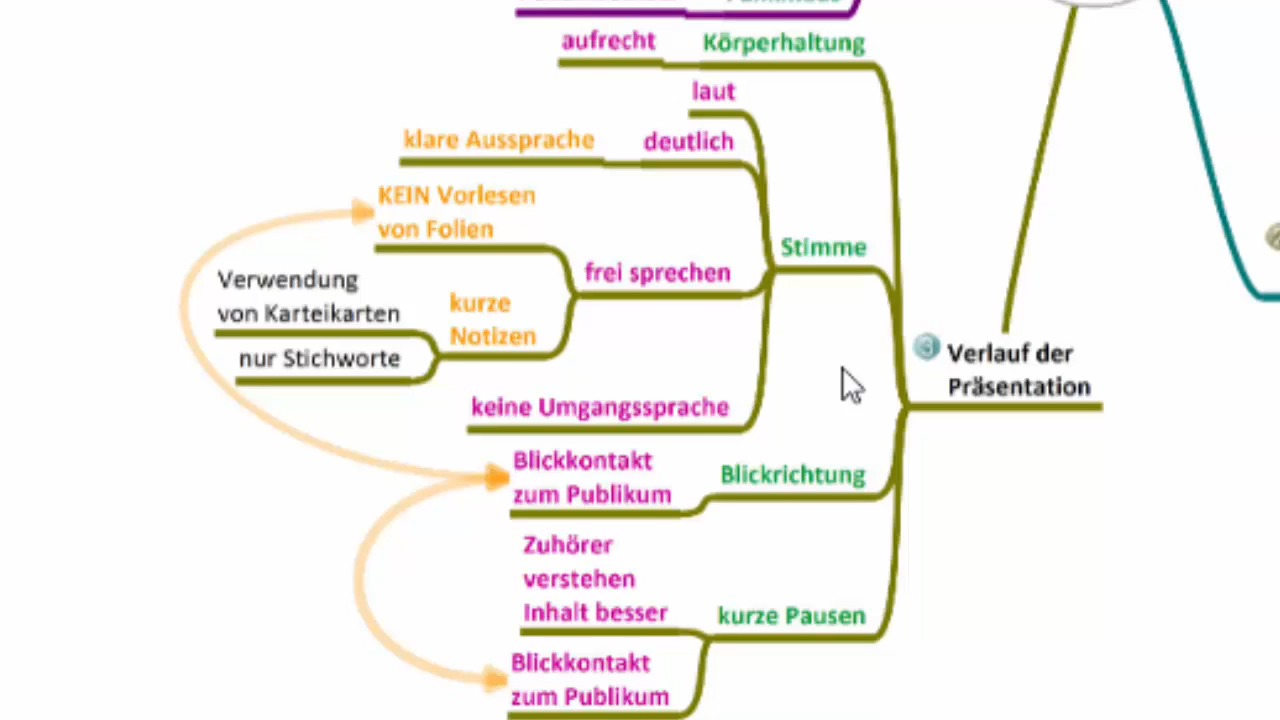 aufrecht
Körperhaltung
laut
klare Aussprache
deutlich
KEIN Vorlesen
von Folien
Stimme
frei sprechen
Verwendung
von Karteikarten
kurze
Notizen
nur Stichworte
3
Verlauf der
Präsentation
keine Umgangssprache
Blickkontakt
zum Publikum
Blickrichtung
Zuhörer
verstehen
Inhalt besser
kurze Pausen
Blickkontakt
zum Publikum